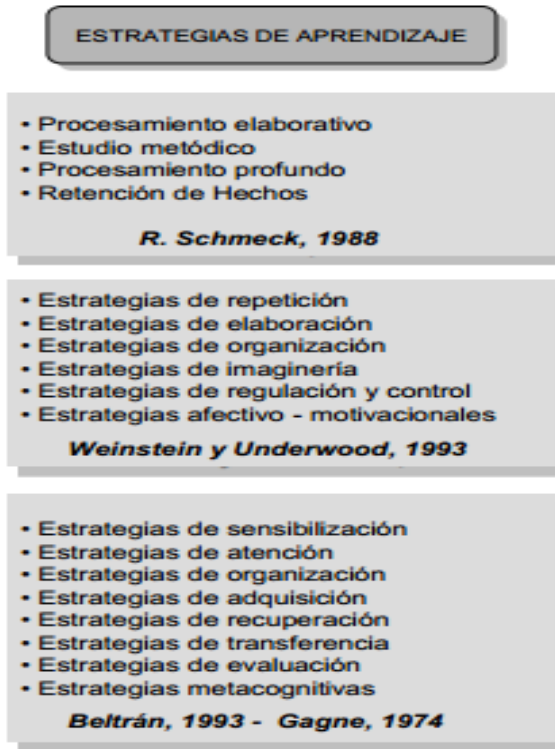 ESTRATEGIAS DE APRENDIZAJE
• Procesamiento elaborativo
• Estudio metódico
• Procesamiento profundo
• Retención de Hechos
R. Schmeck, 1988
• Estrategias de repetición
• Estrategias de elaboración
• Estrategias de organización
• Estrategias de imaginería
• Estrategias de regulación y control
• Estrategias afectivo - motivacionales
Weinstein y Underwood, 1993
• Estrategias de sensibilización
• Estrategias de atención
• Estrategias de organización
• Estrategias de adquisición
• Estrategias de recuperación
• Estrategias de transferencia
• Estrategias de evaluación
• Estrategias metacognitivas
Beltrán, 1993 - Gagne, 1974